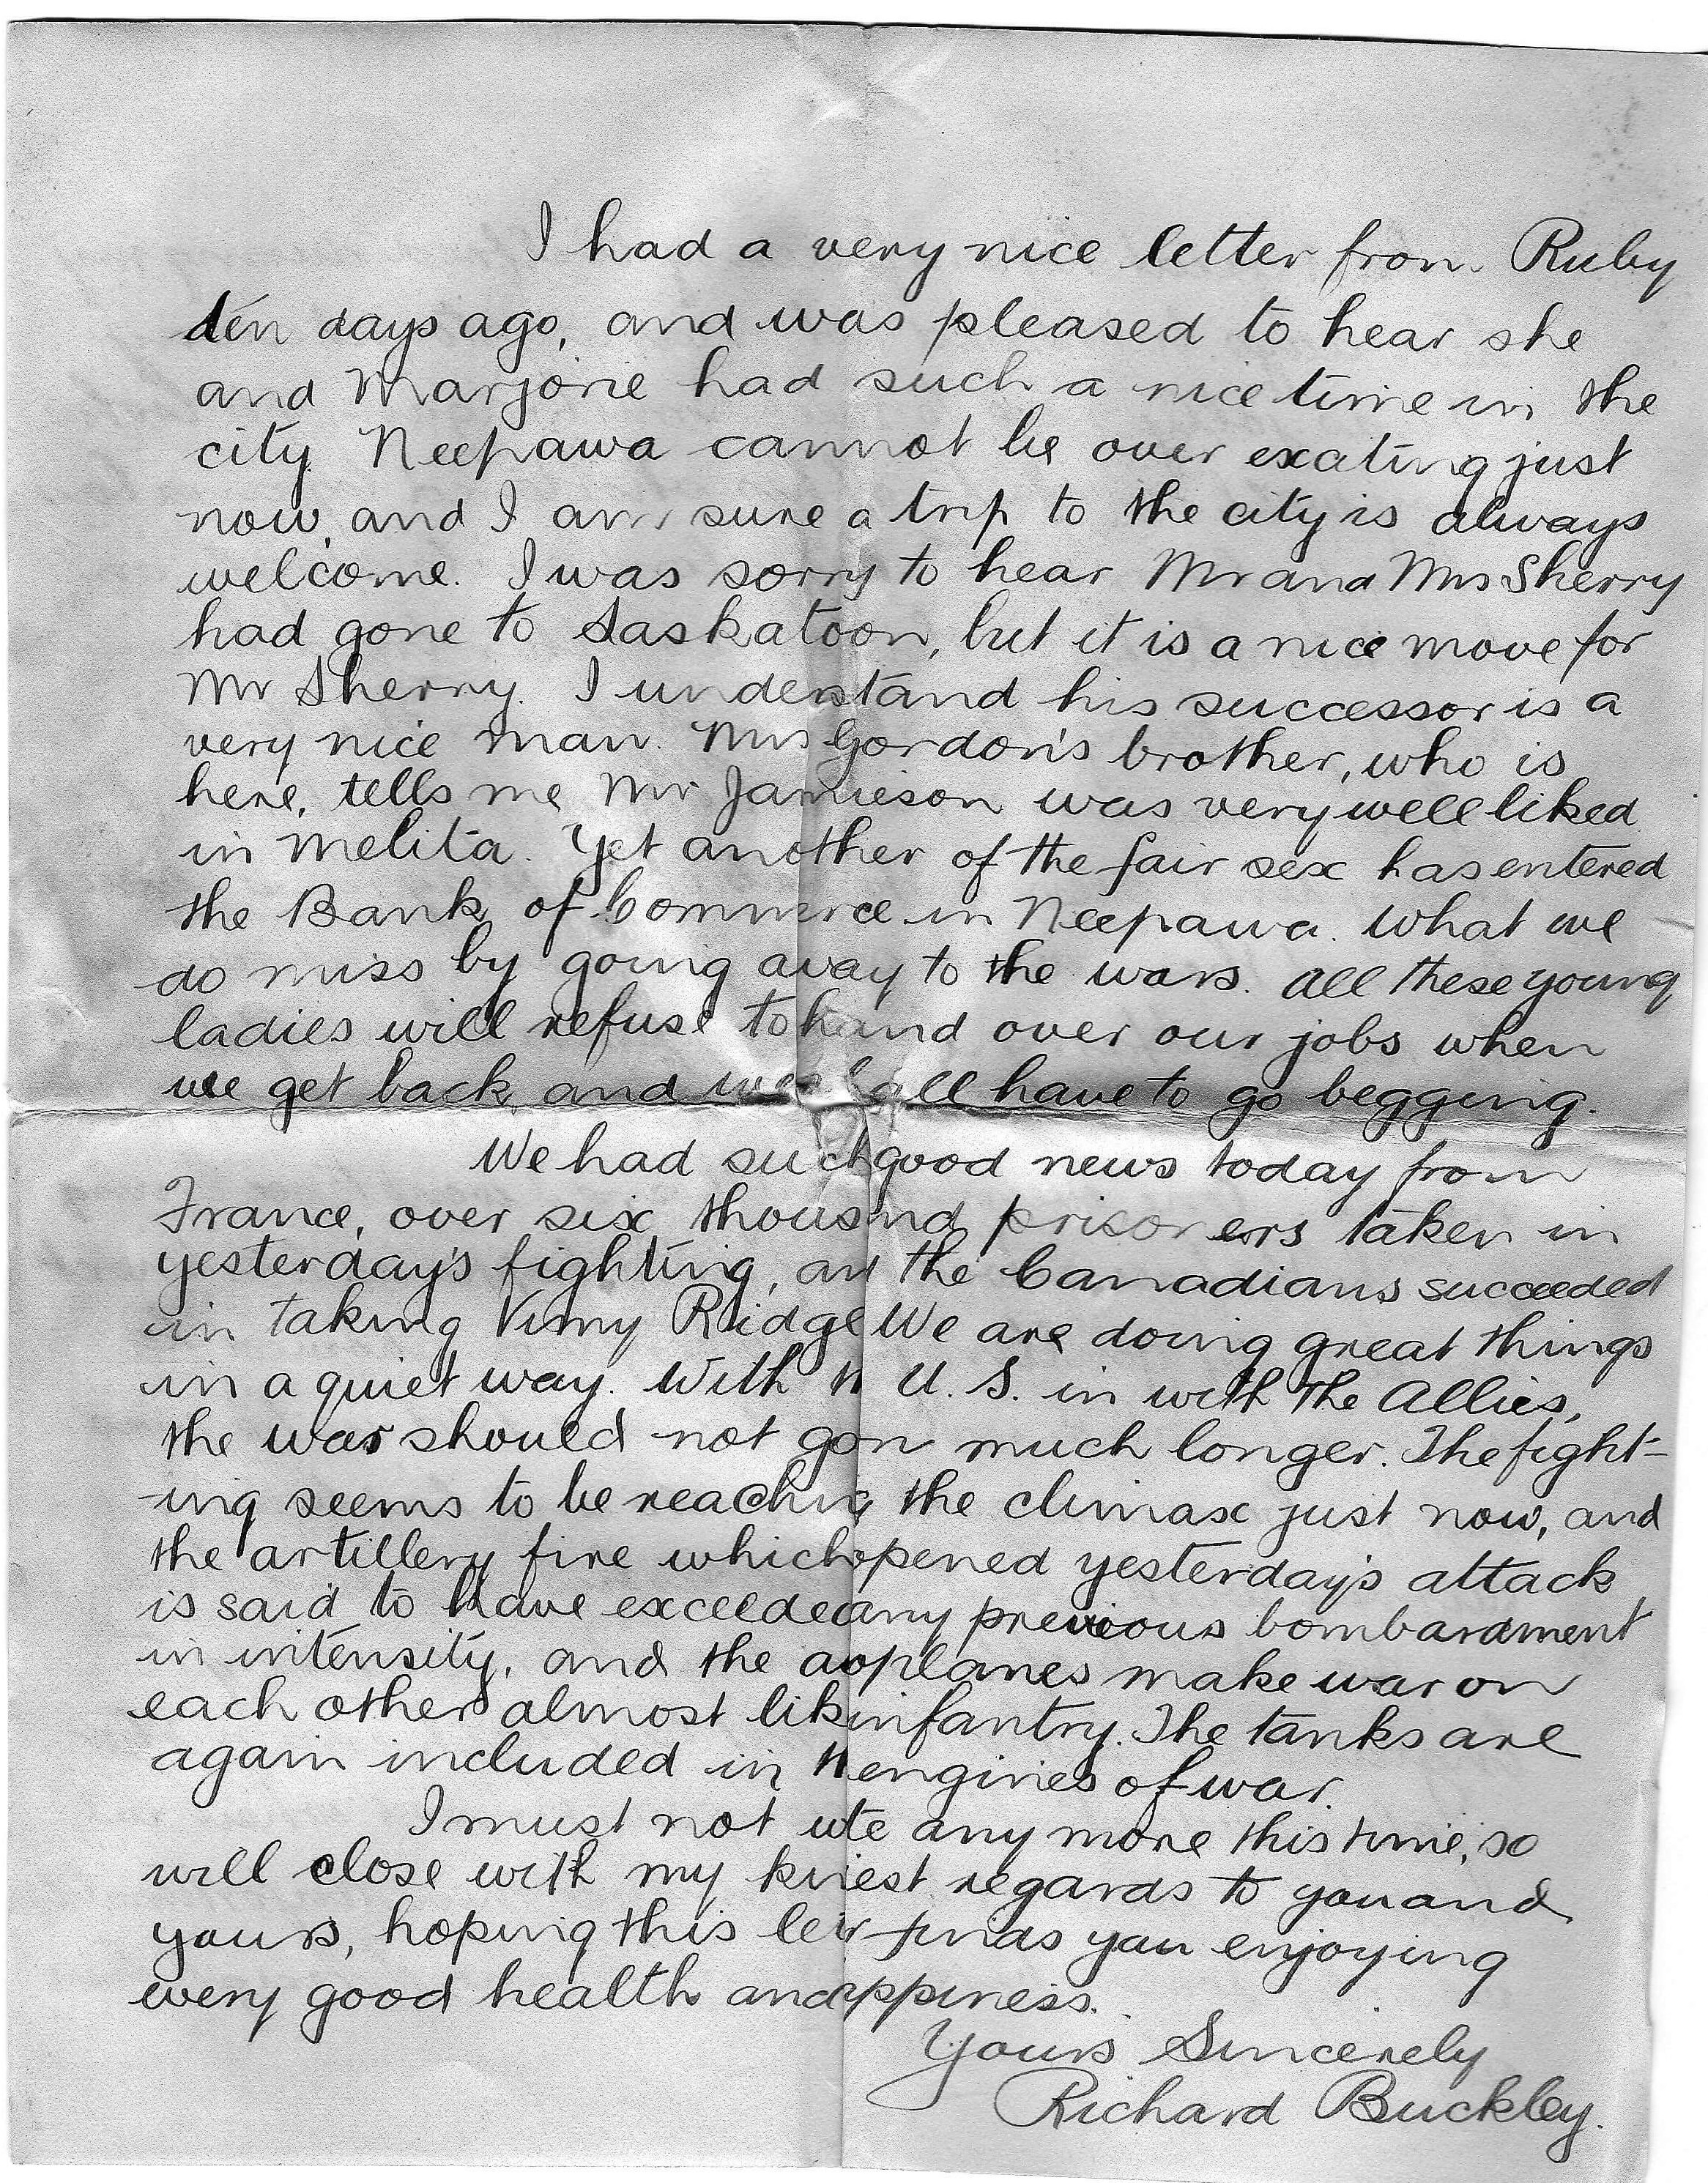 I had a very nice letter from Ruby
ten days ago, and was pleased to hear she
and Marjorie had such a nice time in the
city. Neepawa cannot be over exciting just
now, and I am sure a trip to the city is always
welcome. I was sorry to hear Mr and Mrs Sherry
had gone to Saskatoon, but it is a nice move for
Mr Sherry. I understand his successor is a
very nice man. Mrs Gordon's brother, who is
here, tells me Mr Jamieson was very well liked
in Melita. Yet another of the fair sex has entered
the Bank of Commerce in Neepawa. What we
do miss by going away to the wars. All these young
ladies will refuse to hand over our jobs when
we get back, and we shall have to go begging.
We had such good news today from
France, over six thousand prisoners taken in
yesterday's fighting, and the Canadians succeeded
in taking Vimy Ridge We are doing great things
in a quiet way. With U. S. in with the Allies,
the war should not go on much longer. The fight-
ing seems to be reaching the climax just now, and
the artillery fire which opened yesterday's attack
is said to have exceeded any previous bombardment
in intensity, and the aoplanes make war on
each other almost lik infantry. The tanks are
again included in engines of war.
I must not wte any more this time, so
will close with my kinest regards to you and
yours, hoping this leir finds you enjoying
very good health and appiness.
Yours Sincerely
Richard Buckley.